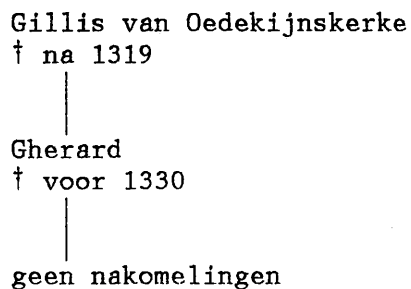 Gillis van Oedekijnskerke
† na 1319
Gherard
† voor 1330
geen nakomelingen